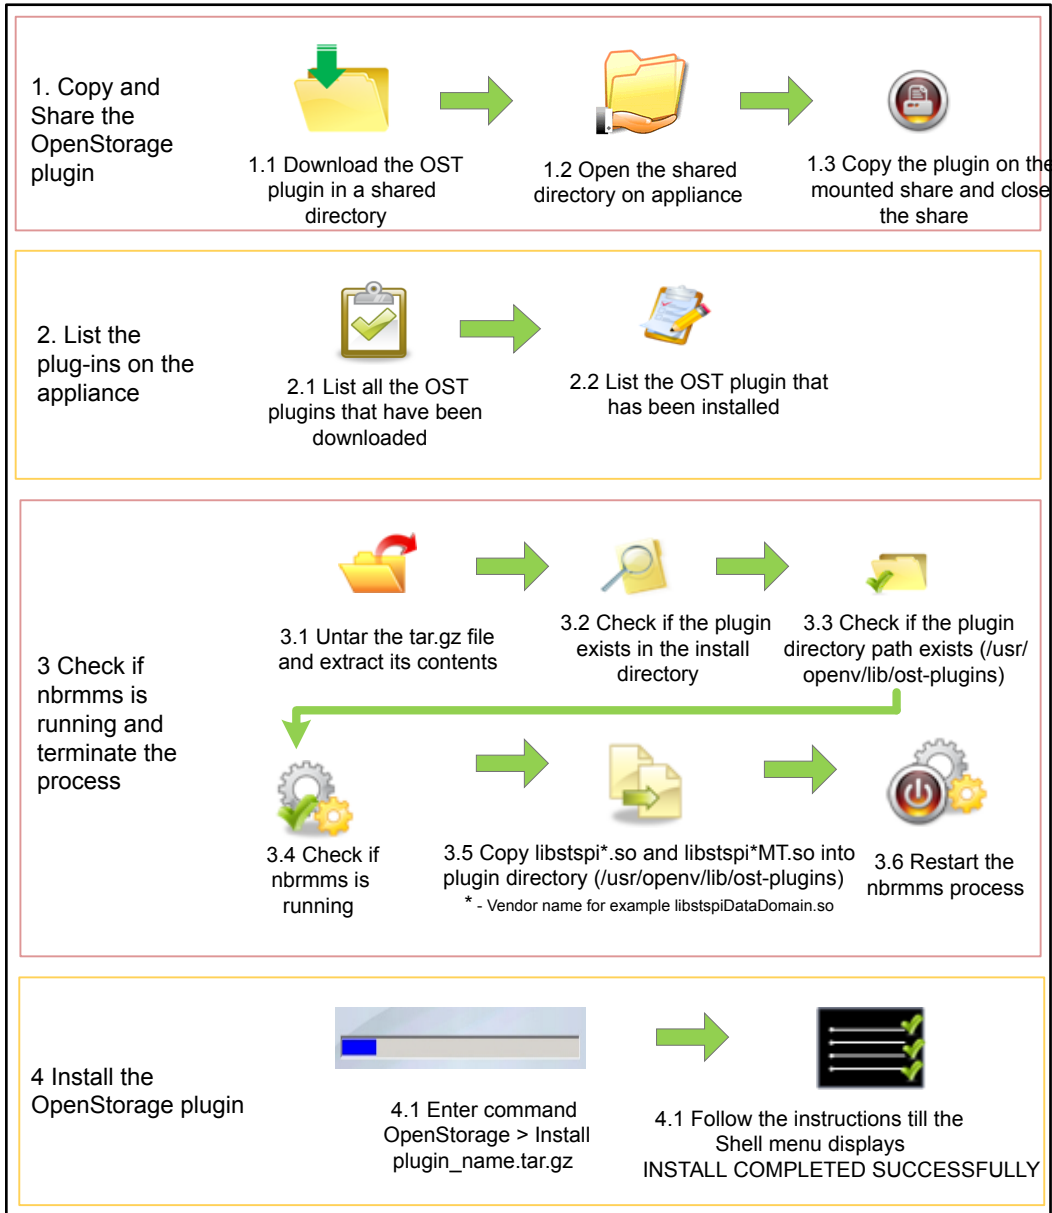 1. Copy and
Share the
OpenStorage
plugin
1.1 Download the OST
plugin in a shared
directory
1.2 Open the shared
directory on appliance
1.3 Copy the plugin on the
mounted share and close
the share
2. List the
plug-ins on the
appliance
2.1 List all the OST
plugins that have been
downloaded
2.2 List the OST plugin that
has been installed
3 Check if
nbrmms is
running and
terminate the
process
3.1 Untar the tar.gz file
and extract its contents
3.2 Check if the plugin
exists in the install
directory
3.3 Check if the plugin
directory path exists (/usr/
openv/lib/ost-plugins)
3.4 Check if
nbrmms is
running
3.5 Copy libstspi*.so and libstspi*MT.so into
plugin directory (/usr/openv/lib/ost-plugins)
* - Vendor name for example libstspiDataDomain.so
3.6 Restart the
nbrmms process
4 Install the
OpenStorage plugin
4.1 Enter command
OpenStorage > Install
plugin_name.tar.gz
4.1 Follow the instructions till the
Shell menu displays
INSTALL COMPLETED SUCCESSFULLY